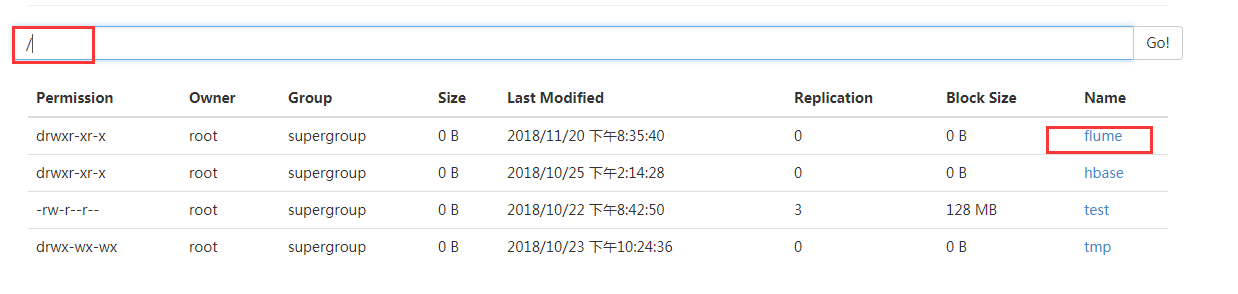 /
Go!
Permission Owner Group Size Last Modified Replication Block Size Name
drwxr-xr-x root supergroup 0 B 2018/11/20 下午8:35:40 0 0 B flume
drwxr-xr-x root supergroup 0 B 2018/10/25 下午2:14:28 0 0 B hbase
-rw-r--r-- root supergroup 0 B 2018/10/22 下午8:42:50 3 128 MB test
drwx-wx-wx root supergroup 0 B 2018/10/23 下午10:24:36 0 0 B tmp